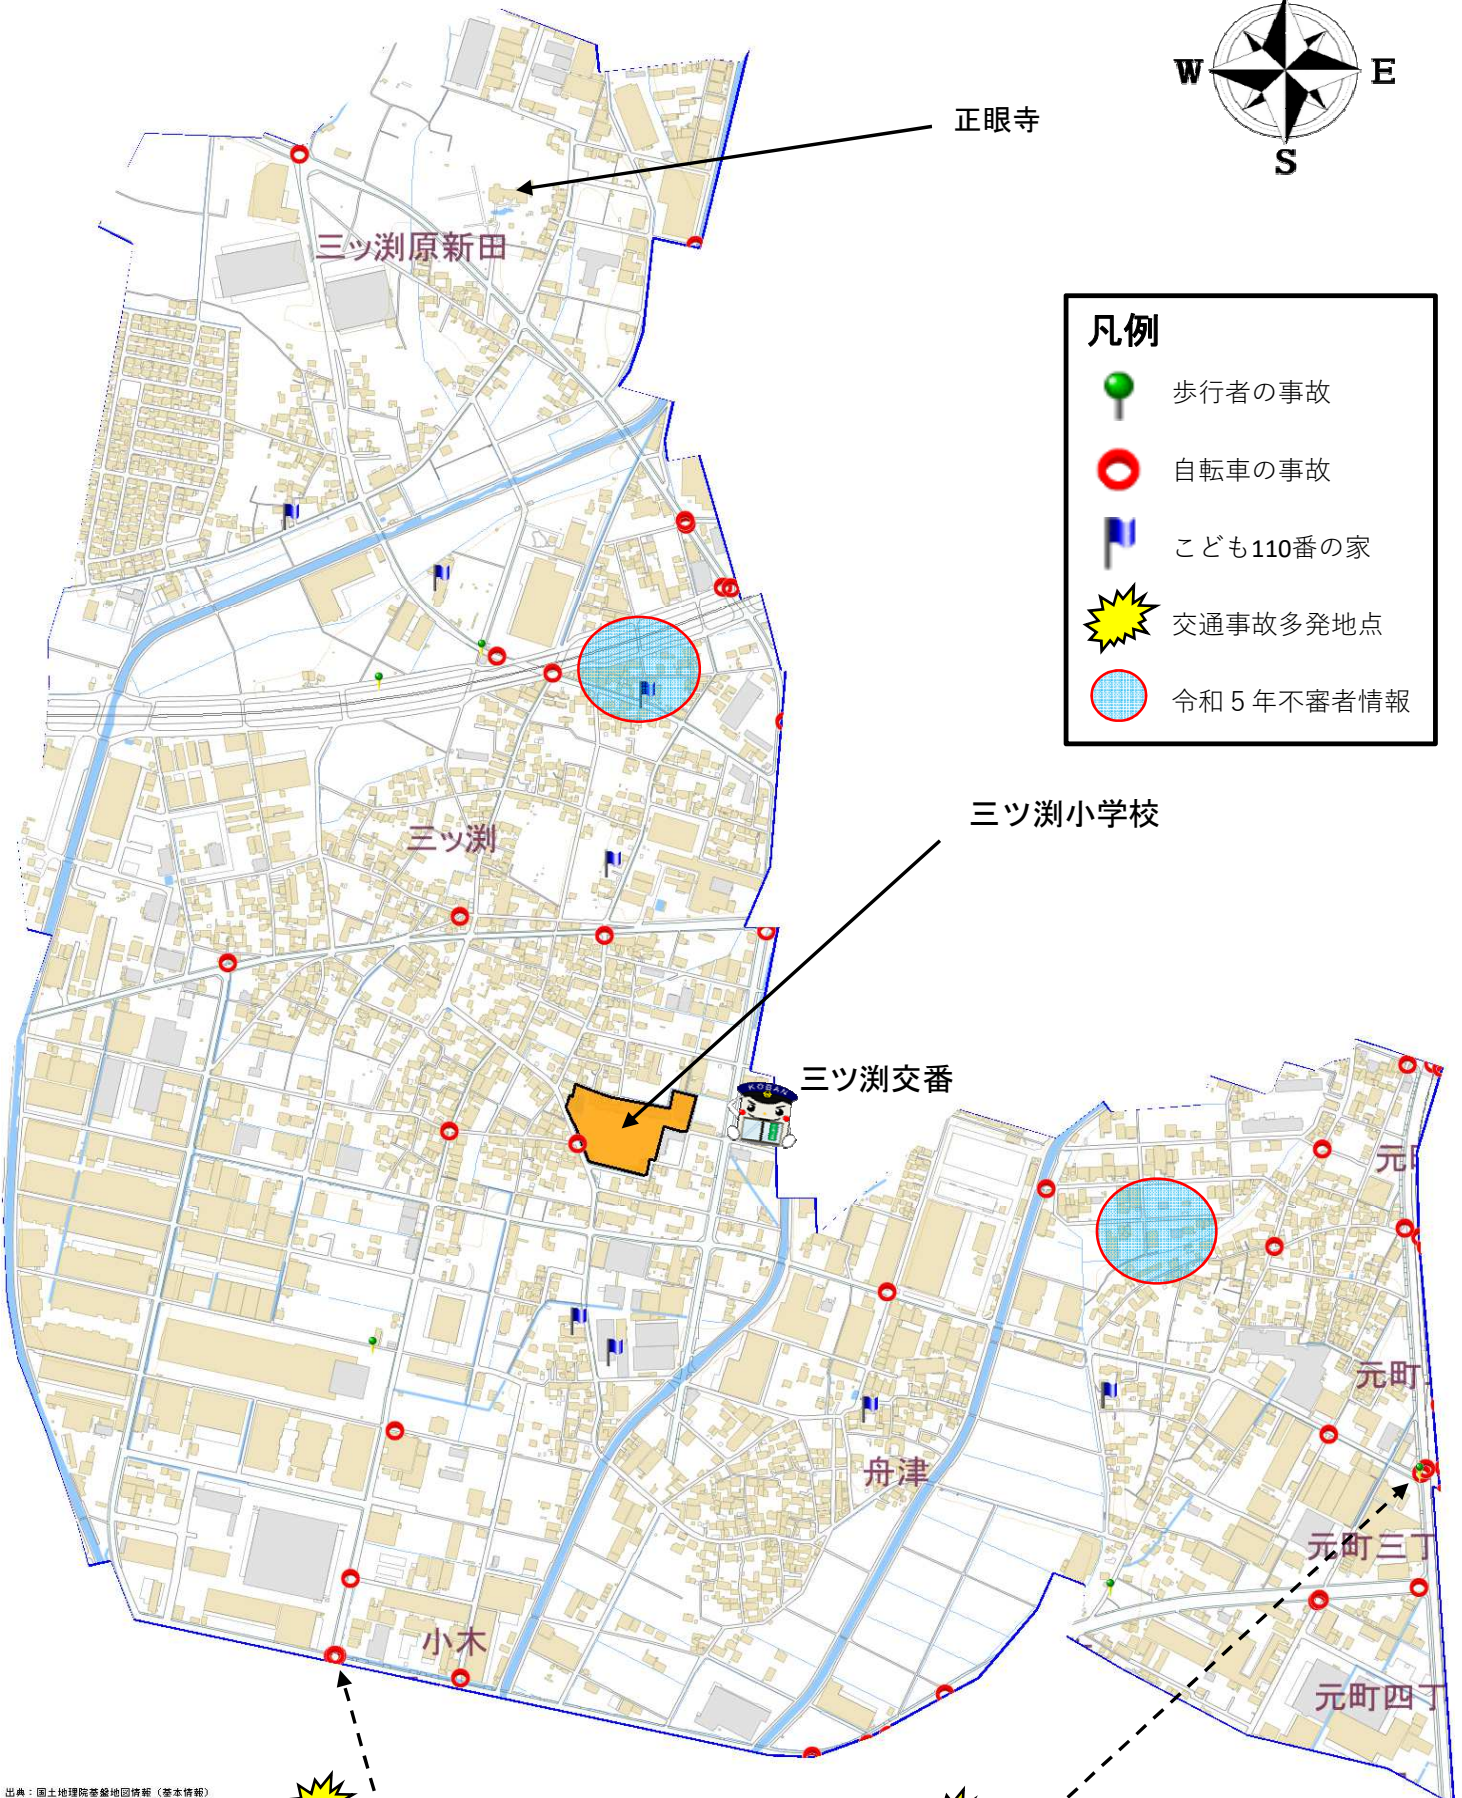 W
E
S
正眼寺
三ッ渕原新田
凡例
歩行者の事故
自転車の事故
こども110番の家
交通事故多発地点
令和５年不審者情報
三ツ渕小学校
三ッ渕
三ツ渕交番
KOBAN
元町
舟津
元町三丁
小木
元町四丁
出典：国土地理院基盤地図情報（基本情報）